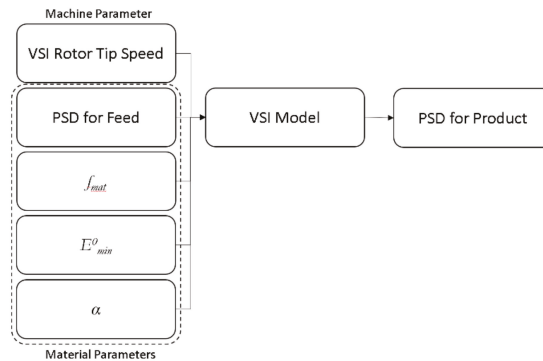 Machine Parameter
VSI Rotor Tip Speed
PSD for Feed
VSI Model
PSD for Product
fmat
E0min
α
Material Parameters